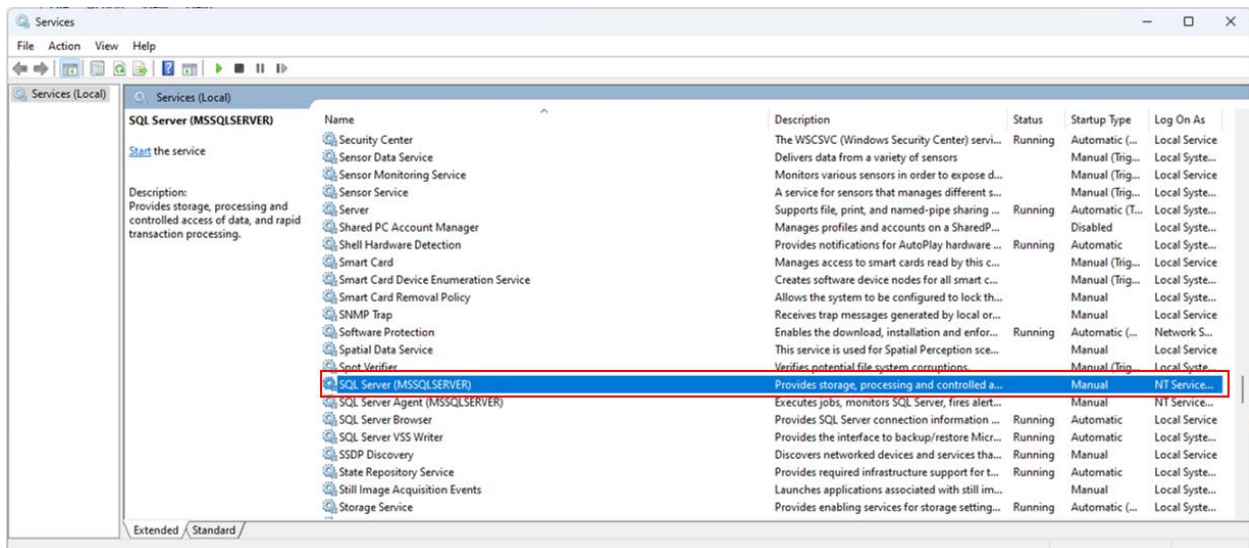 Services
File Action View Help
Services (Local)
Services (Local)
SQL Server (MSSQLSERVER)
Start the service
Description:
Provides storage, processing and
controlled access of data, and rapid
transaction processing.
Name Description Status Startup Type Log On As
Security Center The WSCSVC (Windows Security Center) servi... Running Automatic (... Local Service
Sensor Data Service Delivers data from a variety of sensors Manual (Trig... Local Syste...
Sensor Monitoring Service Monitors various sensors in order to expose d... Manual (Trig... Local Service
Sensor Service A service for sensors that manages different s... Manual (Trig... Local Syste...
Server Supports file, print, and named-pipe sharing ... Running Automatic (T... Local Syste...
Shared PC Account Manager Manages profiles and accounts on a SharedP... Disabled Local Syste...
Shell Hardware Detection Provides notifications for AutoPlay hardware ... Running Automatic Local Syste...
Smart Card Manages access to smart cards read by this c... Manual (Trig... Local Service
Smart Card Device Enumeration Service Creates software device nodes for all smart c... Manual (Trig... Local Syste...
Smart Card Removal Policy Allows the system to be configured to lock th... Manual Local Syste...
SNMP Trap Receives trap messages generated by local or... Manual Local Service
Software Protection Enables the download, installation and enfor... Running Automatic (... Network S...
Spatial Data Service This service is used for Spatial Perception sce... Manual Local Service
Spot Verifier Verifies potential file system corruptions. Manual (Trig... Local Syste...
SQL Server (MSSQLSERVER) Provides storage, processing and controlled a... Manual NT Service...
SQL Server Agent (MSSQLSERVER) Executes jobs, monitors SQL Server, fires alert... Manual NT Service...
SQL Server Browser Provides SQL Server connection information ... Running Automatic Local Service
SQL Server VSS Writer Provides the interface to backup/restore Micr... Running Automatic Local Syste...
SSDP Discovery Discovers networked devices and services tha... Running Manual Local Service
State Repository Service Provides required infrastructure support for t... Running Automatic Local Syste...
Still Image Acquisition Events Launches applications associated with still im... Manual Local Syste...
Storage Service Provides enabling services for storage setting... Running Automatic (... Local Syste...
Extended Standard